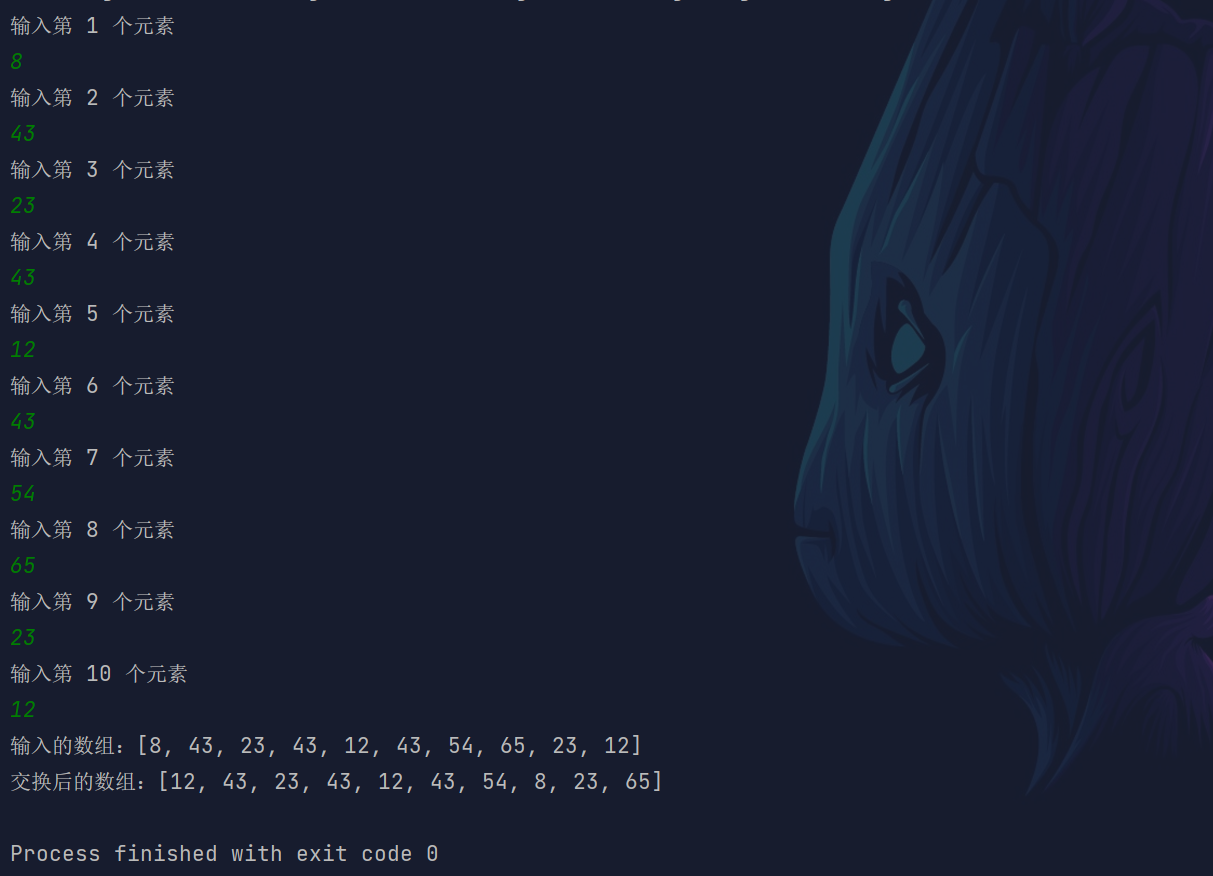 输入第 1 个元素
8
输入第 2 个元素
43
输入第 3 个元素
23
输入第 4 个元素
43
输入第 5 个元素
12
输入第 6 个元素
43
输入第 7 个元素
54
输入第 8 个元素
65
输入第 9 个元素
23
输入第 10 个元素
12
输入的数组：[8, 43, 23, 43, 12, 43, 54, 65, 23, 12]
交换后的数组：[12, 43, 23, 43, 12, 43, 54, 8, 23, 65]
Process finished with exit code 0